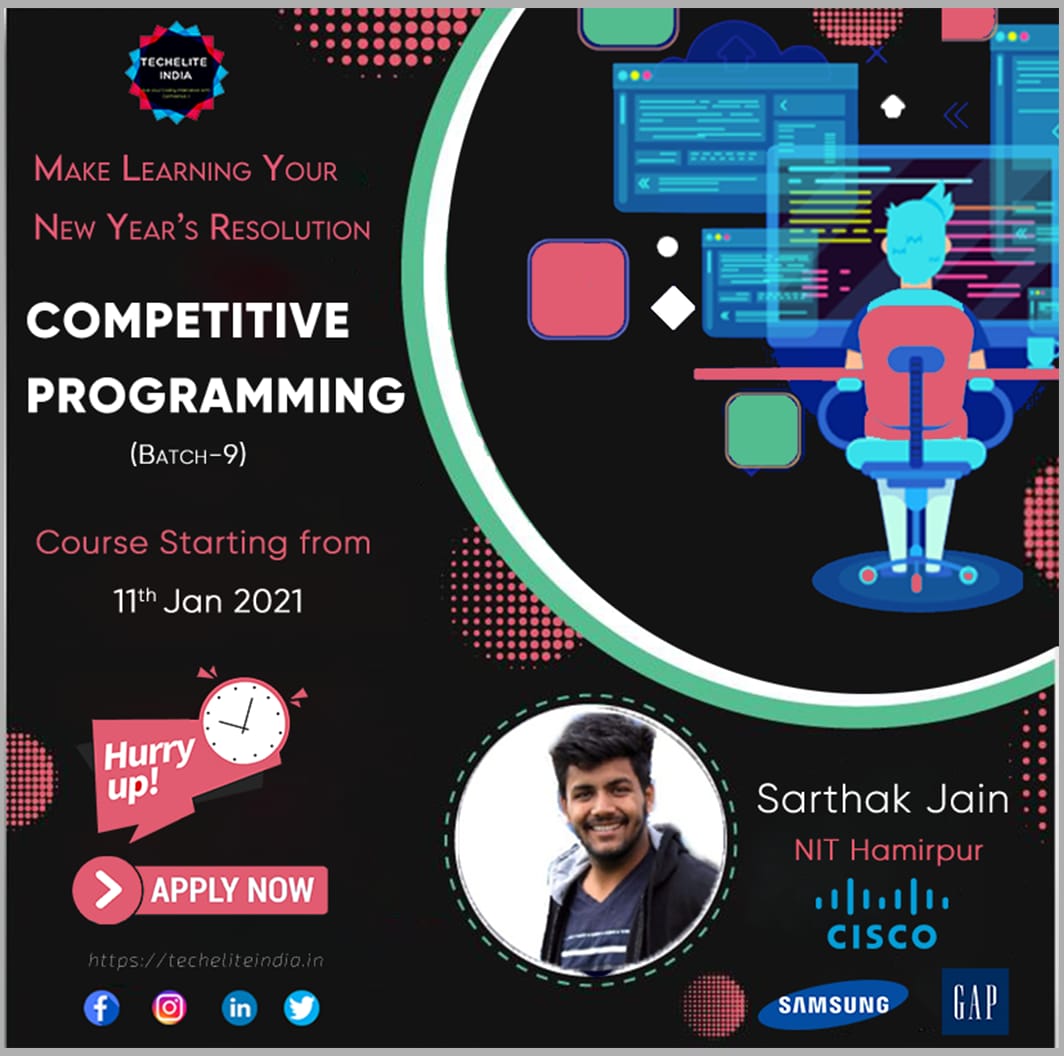 TECHELITE
INDIA
MAKE LEARNING YOUR
NEW YEAR'S RESOLUTION
COMPETITIVE
PROGRAMMING
(BATCH-9)
Course Starting from
11th Jan 2021
Hurry
up!
APPLY NOW
https://techeliteindia.in
Sarthak Jain
NIT Hamirpur
CISCO
SAMSUNG
GAP